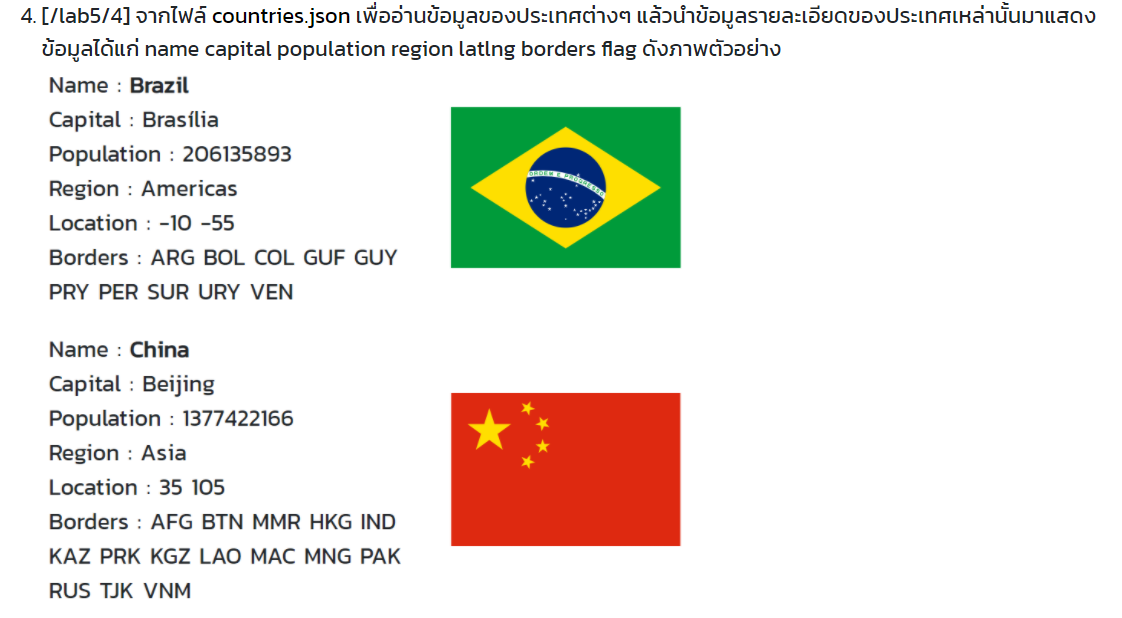 4. [/lab5/4] จากไฟล์ countries.json เพื่ออ่านข้อมูลของประเทศต่างๆ แล้วนำข้อมูลรายละเอียดของประเทศเหล่านั้นมาแสดง
ข้อมูลได้แก่ name capital population region latlng borders flag ดังภาพตัวอย่าง
Name : Brazil
Capital : Brasília
Population : 206135893
Region : Americas
Location : -10 -55
Borders : ARG BOL COL GUF GUY
PRY PER SUR URY VEN
ORDEM E PROGRESSO
Name : China
Capital : Beijing
Population : 1377422166
Region : Asia
Location : 35 105
Borders : AFG BTN MMR HKG IND
KAZ PRK KGZ LAO MAC MNG PAK
RUS TJK VNM